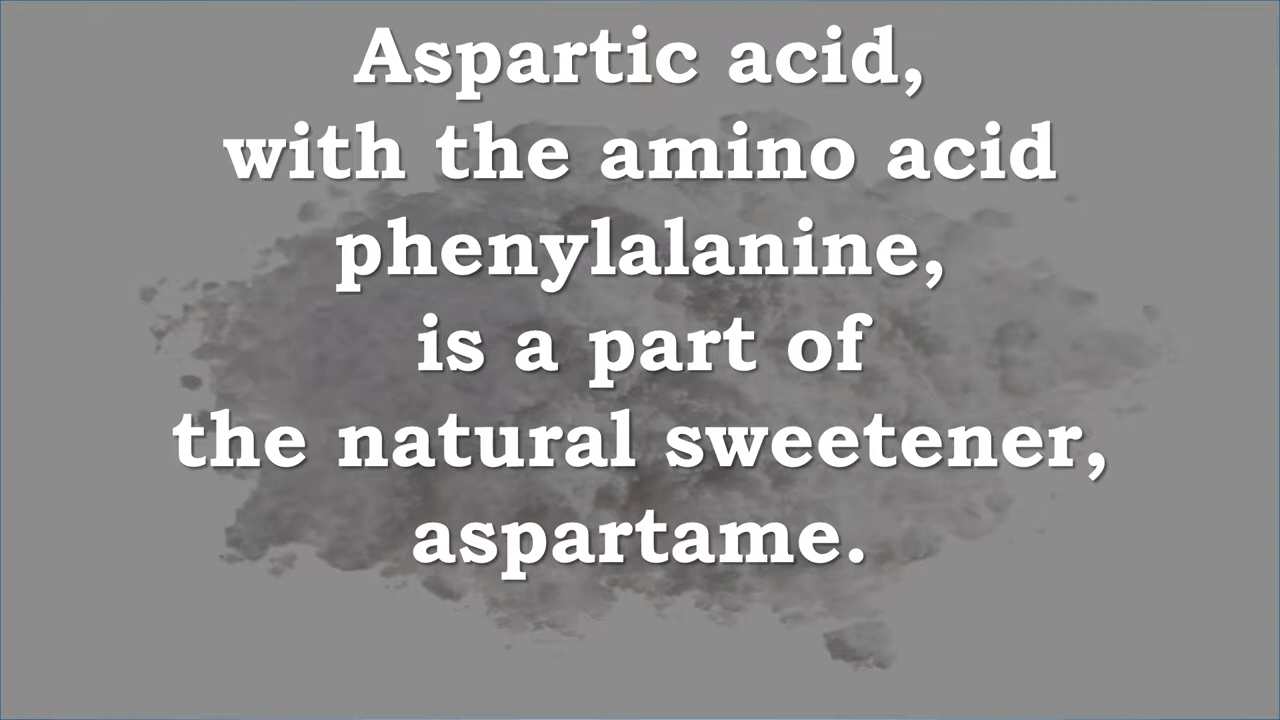 Aspartic acid,
with the amino acid
phenylalanine,
is a part of
the natural sweetener,
aspartame.